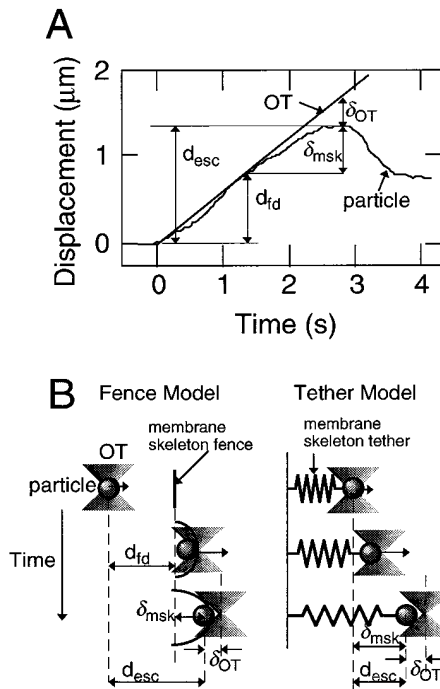 A
Displacement (μm)
2
1
0
OT
δOT
desc
δmsk
dfd
particle
0 1 2 3 4
Time (s)
B
Fence Model
Tether Model
membrane
skeleton fence
membrane
skeleton tether
OT
particle
Time
dfd
δmsk
δOT
desc
δmsk
δOT
desc